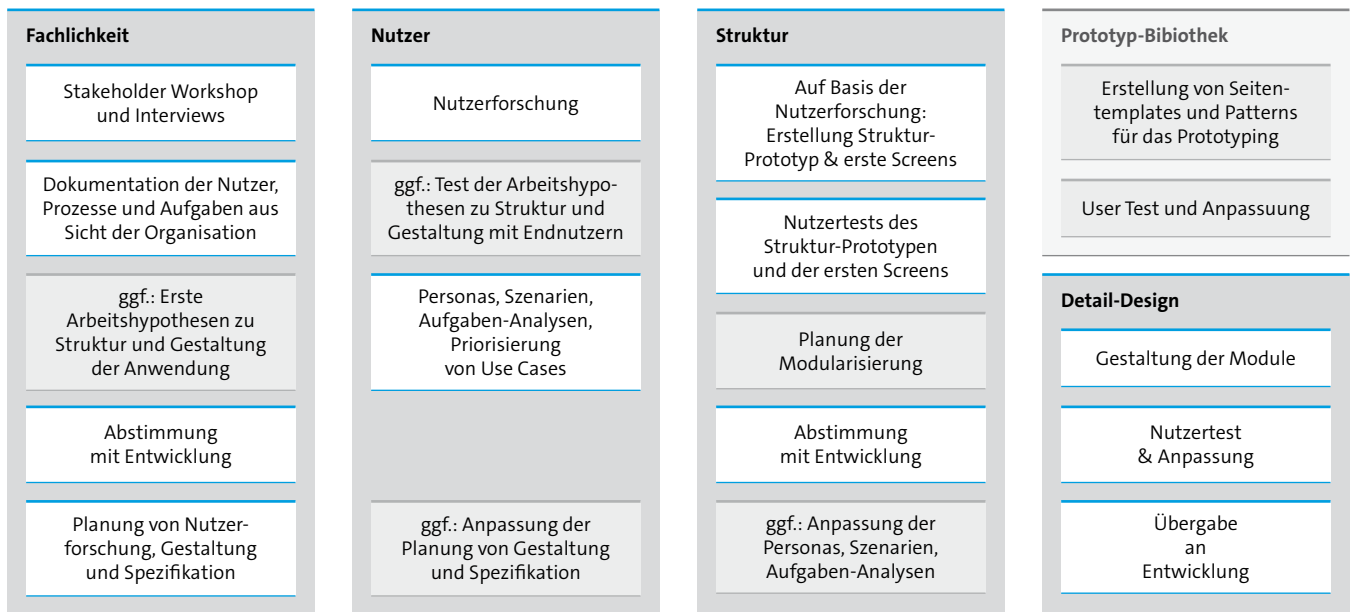 Fachlichkeit
Stakeholder Workshop
und Interviews
Dokumentation der Nutzer,
Prozesse und Aufgaben aus
Sicht der Organisation
ggf.: Erste
Arbeitshypothesen zu
Struktur und Gestaltung
der Anwendung
Abstimmung
mit Entwicklung
Planung von Nutzer-
forschung, Gestaltung
und Spezifikation
Nutzer
Nutzerforschung
ggf.: Test der Arbeitshypo-
thesen zu Struktur und
Gestaltung mit Endnutzern
Personas, Szenarien,
Aufgaben-Analysen,
Priorisierung
von Use Cases
ggf.: Anpassung der
Planung von Gestaltung
und Spezifikation
Struktur
Auf Basis der
Nutzerforschung:
Erstellung Struktur-
Prototyp & erste Screens
Nutzertests des
Struktur-Prototypen
und der ersten Screens
Planung der
Modularisierung
Abstimmung
mit Entwicklung
ggf.: Anpassung der
Personas, Szenarien,
Aufgaben-Analysen
Prototyp-Bibiothek
Erstellung von Seiten-
templates und Patterns
für das Prototyping
User Test und Anpassuung
Detail-Design
Gestaltung der Module
Nutzertest
& Anpassung
Übergabe
an
Entwicklung